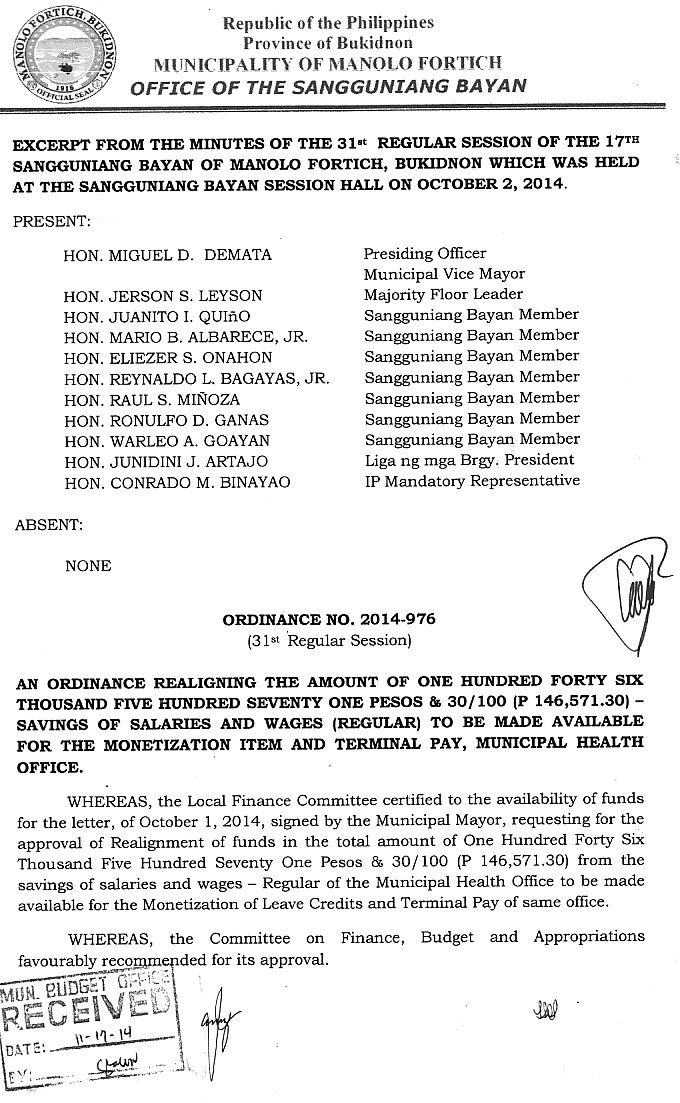 Republic of the Philippines
Province of Bukidnon
MUNICIPALITY OF MANOLO FORTICH
OFFICE OF THE SANGGUNIANG BAYAN
MANOLO FORTICH, BUKIDNON
1916
OFFICIAL SEAL
EXCERPT FROM THE MINUTES OF THE 31st REGULAR SESSION OF THE 17TH
SANGGUNIANG BAYAN OF MANOLO FORTICH, BUKIDNON WHICH WAS HELD
AT THE SANGGUNIANG BAYAN SESSION HALL ON OCTOBER 2, 2014.
PRESENT:
HON. MIGUEL D. DEMATA Presiding Officer
Municipal Vice Mayor
HON. JERSON S. LEYSON Majority Floor Leader
HON. JUANITO I. QUIñO Sangguniang Bayan Member
HON. MARIO B. ALBARECE, JR. Sangguniang Bayan Member
HON. ELIEZER S. ONAHON Sangguniang Bayan Member
HON. REYNALDO L. BAGAYAS, JR. Sangguniang Bayan Member
HON. RAUL S. MIÑOZA Sangguniang Bayan Member
HON. RONULFO D. GANAS Sangguniang Bayan Member
HON. WARLEO A. GOAYAN Sangguniang Bayan Member
HON. JUNIDINI J. ARTAJO Liga ng mga Brgy. President
HON. CONRADO M. BINAYAO IP Mandatory Representative
ABSENT:
NONE
ORDINANCE NO. 2014-976
(31st Regular Session)
AN ORDINANCE REALIGNING THE AMOUNT OF ONE HUNDRED FORTY SIX
THOUSAND FIVE HUNDRED SEVENTY ONE PESOS & 30/100 (P 146,571.30) –
SAVINGS OF SALARIES AND WAGES (REGULAR) TO BE MADE AVAILABLE
FOR THE MONETIZATION ITEM AND TERMINAL PAY, MUNICIPAL HEALTH
OFFICE.
WHEREAS, the Local Finance Committee certified to the availability of funds
for the letter, of October 1, 2014, signed by the Municipal Mayor, requesting for the
approval of Realignment of funds in the total amount of One Hundred Forty Six
Thousand Five Hundred Seventy One Pesos & 30/100 (P 146,571.30) from the
savings of salaries and wages – Regular of the Municipal Health Office to be made
available for the Monetization of Leave Credits and Terminal Pay of same office.
WHEREAS, the Committee on Finance, Budget and Appropriations
favourably recommended for its approval.
MUN. BUDGET OFFICE
RECEIVED
DATE: 11-17-14
BY: